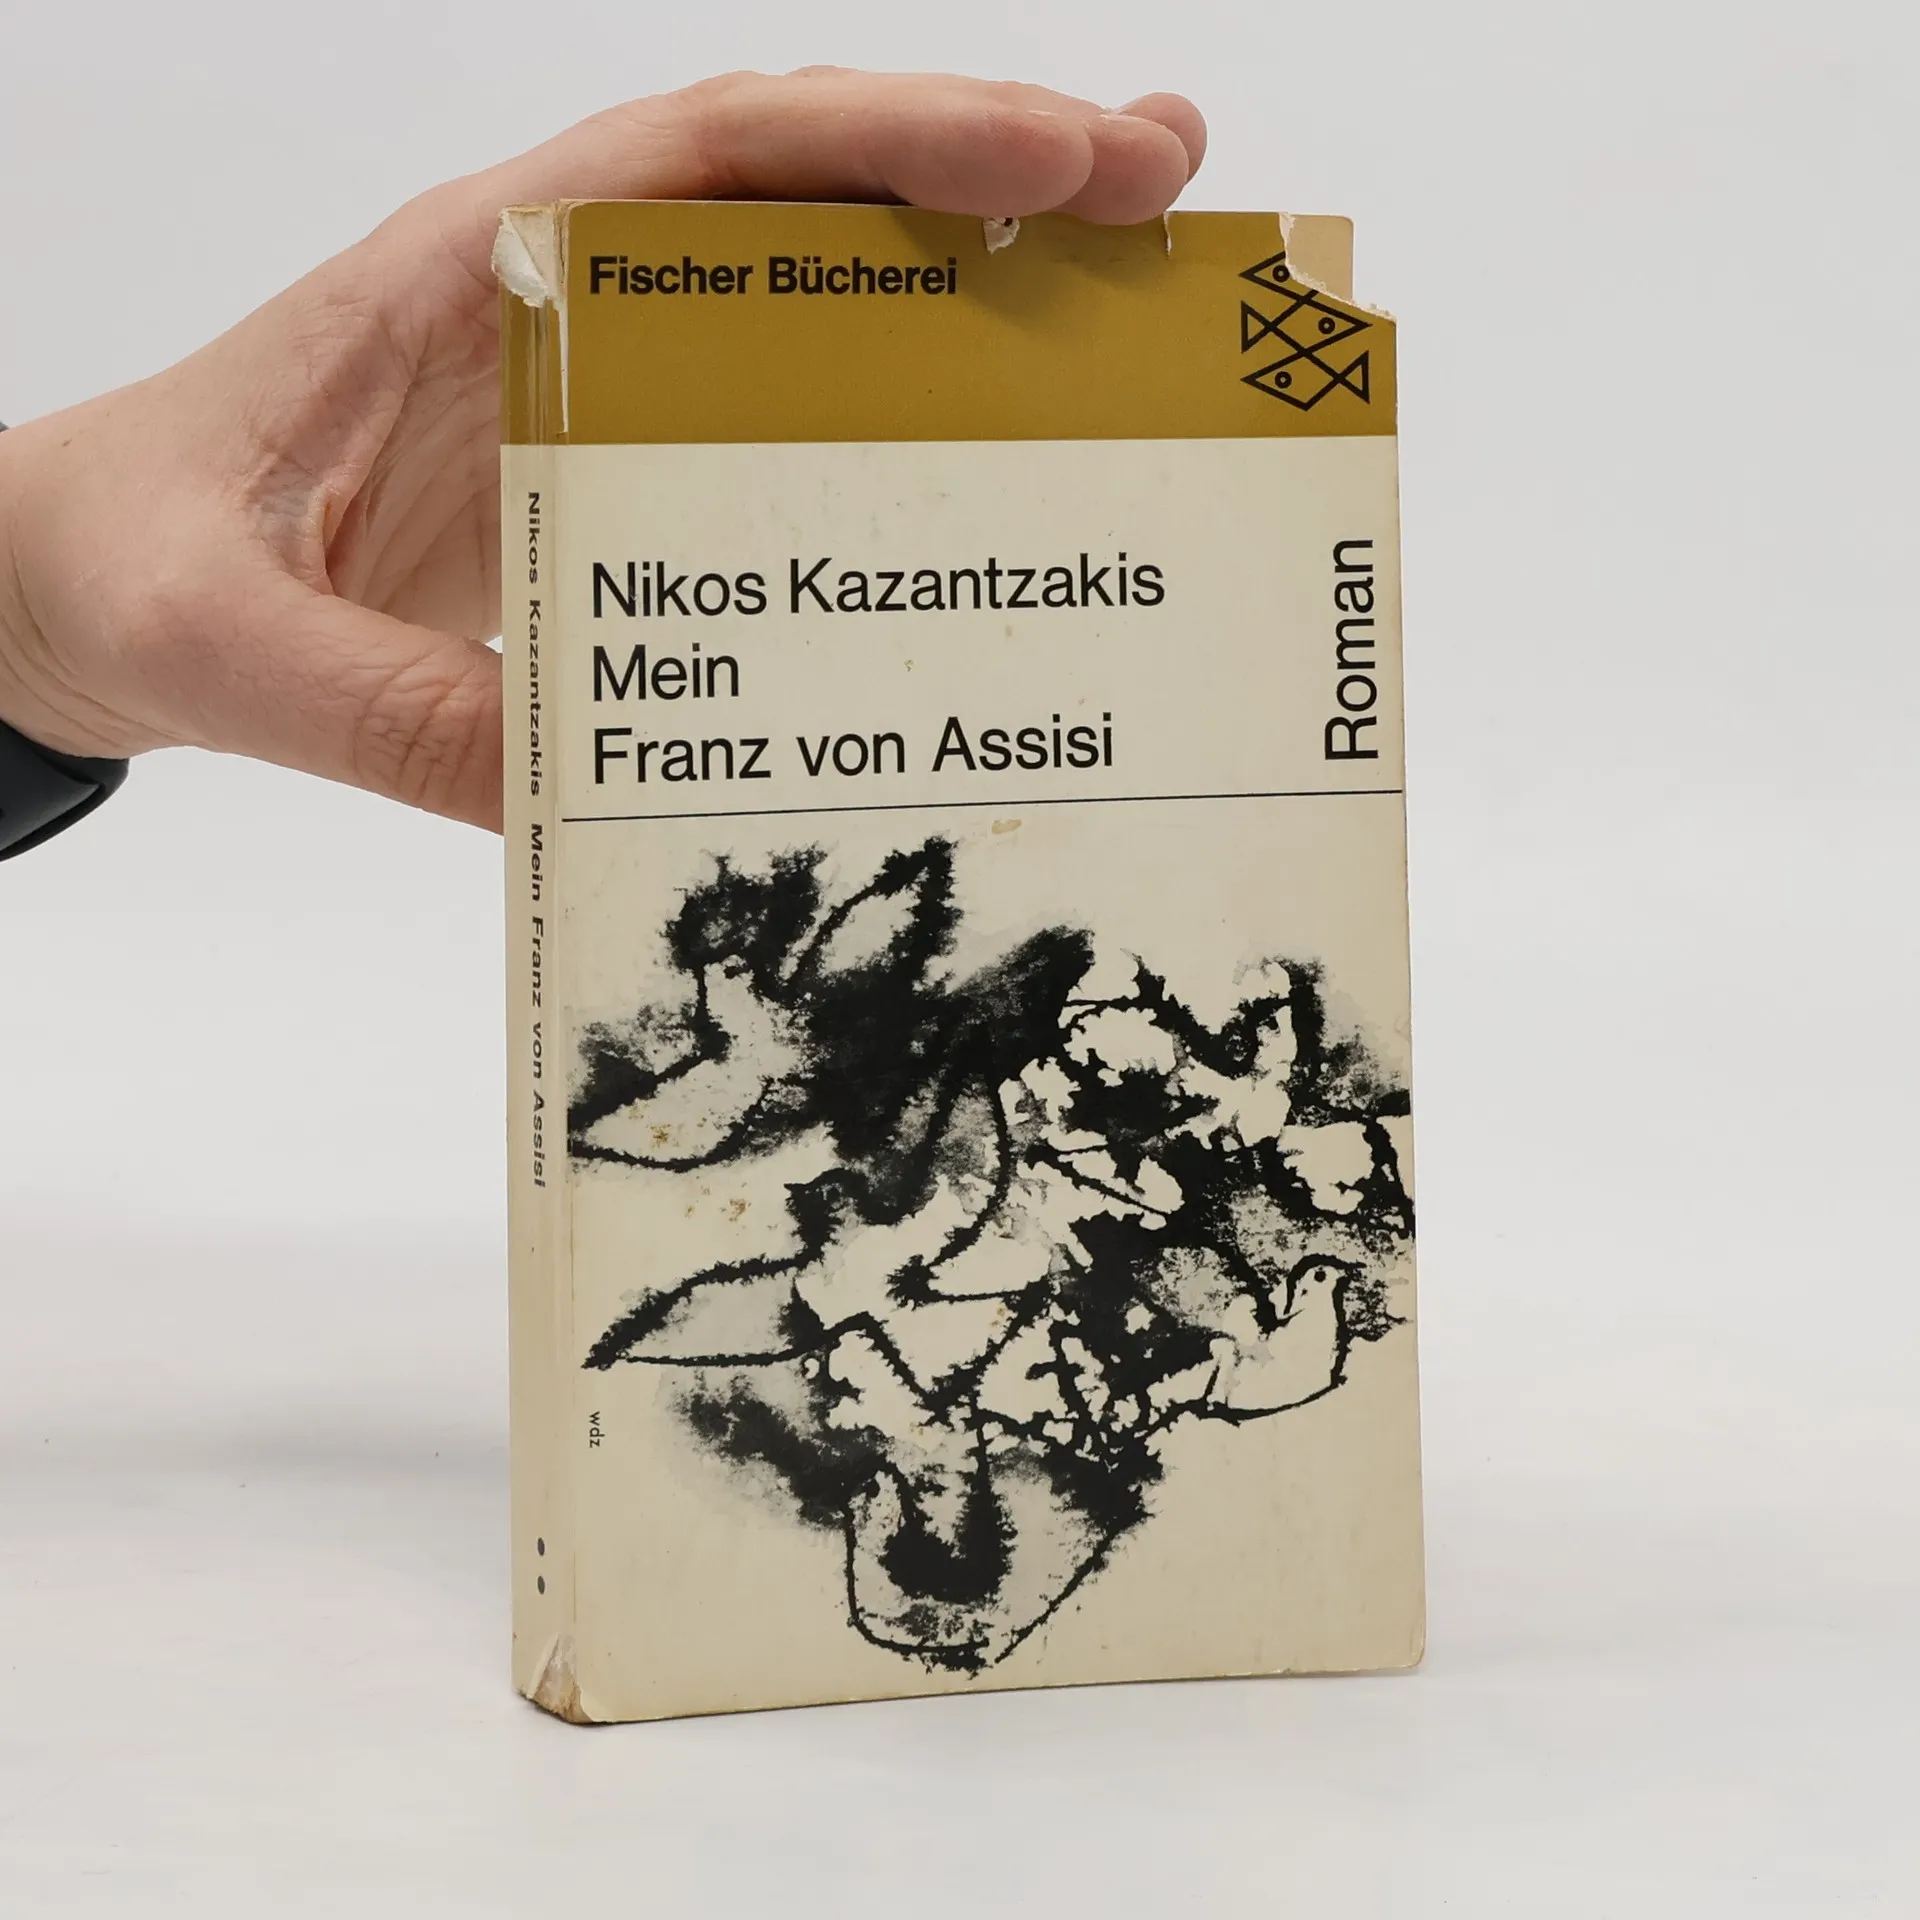 Fischer Bücherei
Nikos Kazantzakis
Mein
Franz von Assisi
Roman
wdz
Nikos Kazantzakis Mein Franz von Assisi